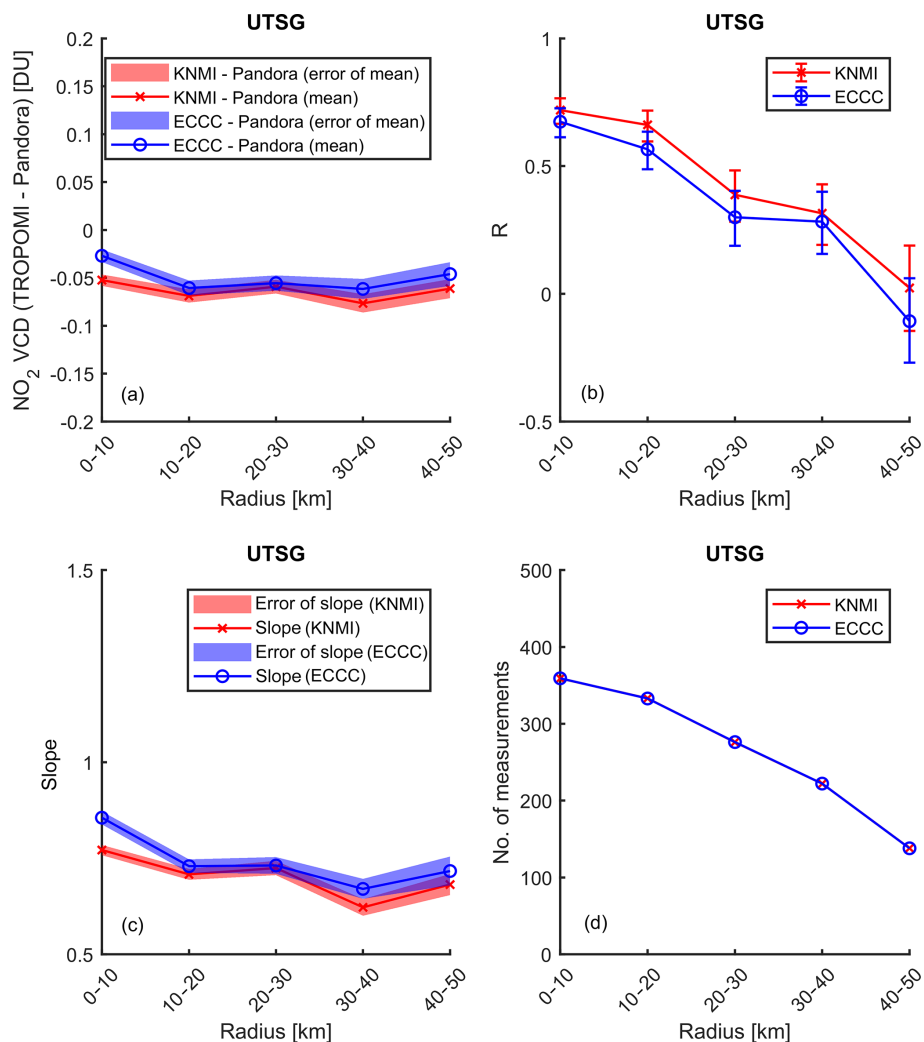 UTSG
NO2 VCD (TROPOMI - Pandora) [DU]
0.2
0.15
0.1
0.05
0
-0.05
-0.1
-0.15
-0.2
KNMI - Pandora (error of mean)
KNMI - Pandora (mean)
ECCC - Pandora (error of mean)
ECCC - Pandora (mean)
(a)
0-10
10-20
20-30
30-40
40-50
Radius [km]
UTSG
R
1
0.5
0
-0.5
KNMI
ECCC
(b)
0-10
10-20
20-30
30-40
40-50
Radius [km]
UTSG
Slope
1.5
1
0.5
Error of slope (KNMI)
Slope (KNMI)
Error of slope (ECCC)
Slope (ECCC)
(c)
0-10
10-20
20-30
30-40
40-50
Radius [km]
UTSG
No. of measurements
500
400
300
200
100
0
KNMI
ECCC
(d)
0-10
10-20
20-30
30-40
40-50
Radius [km]